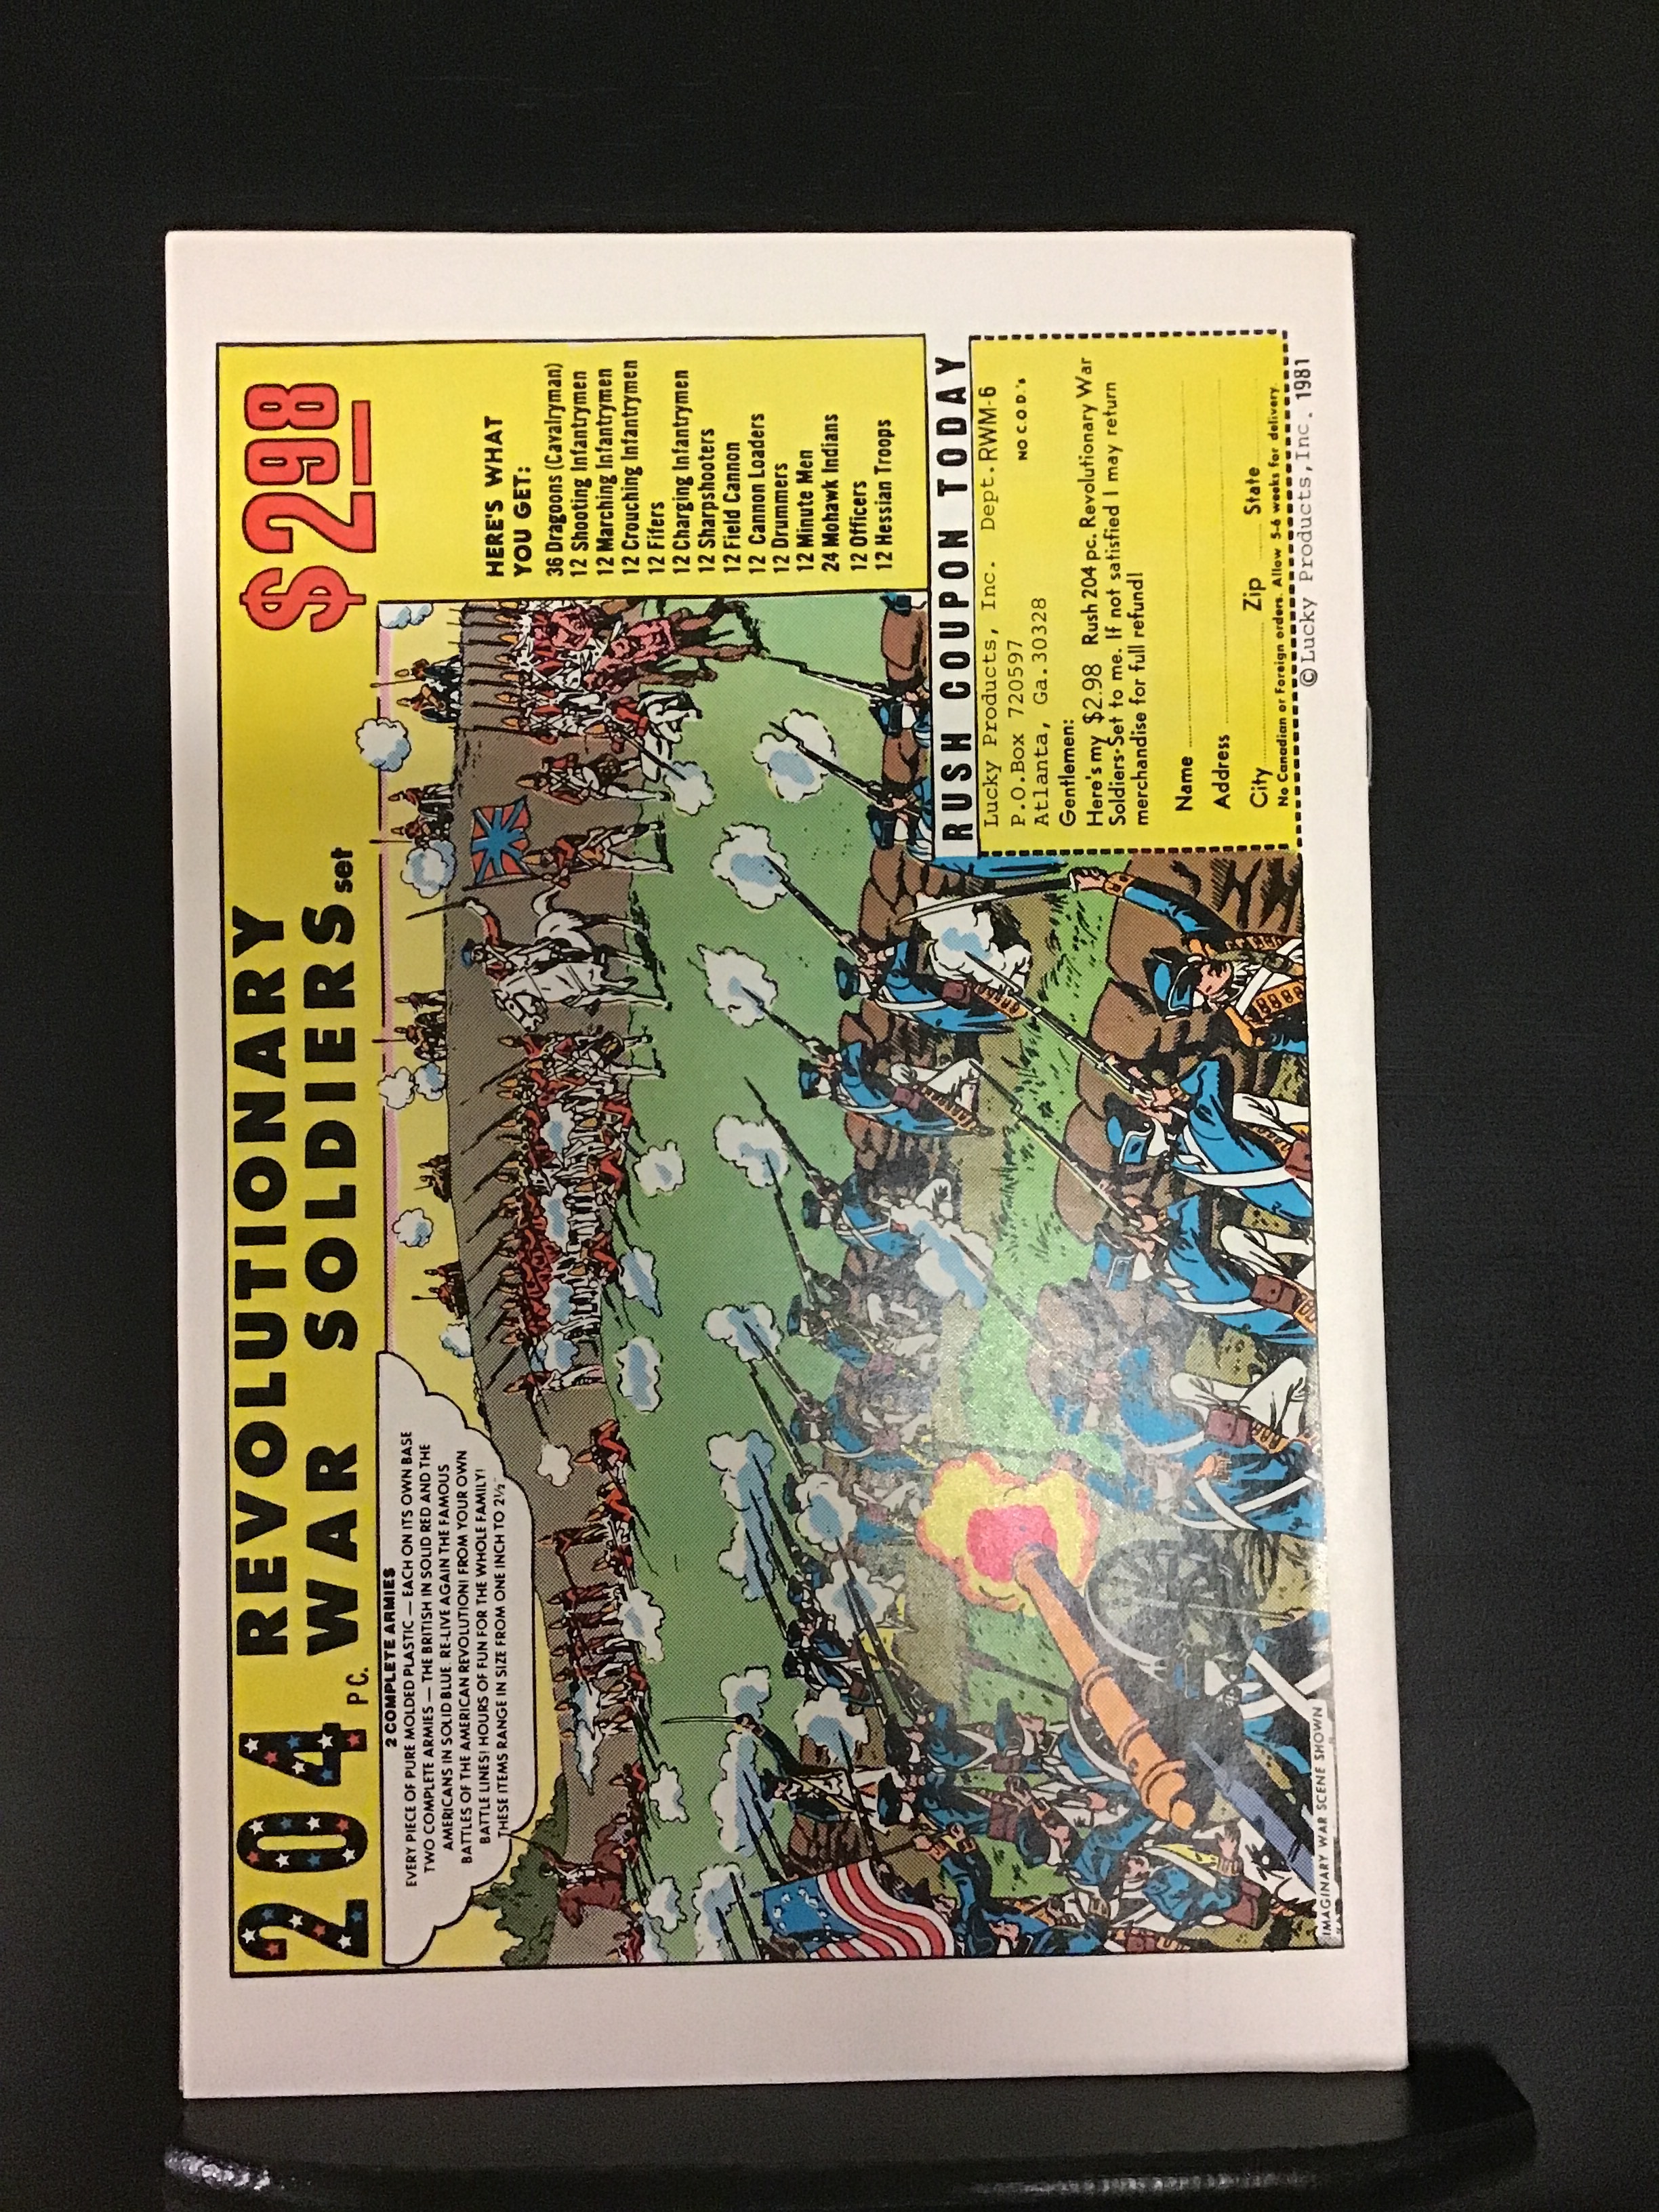 204 PC. REVOLUTIONARY
WAR SOLDIERS set
$2.98
2 COMPLETE ARMIES
EVERY PIECE OF PURE MOLDED PLASTIC — EACH ON ITS OWN BASE
TWO COMPLETE ARMIES — THE BRITISH IN SOLID RED AND THE
AMERICANS IN SOLID BLUE. RE-LIVE AGAIN THE FAMOUS
BATTLES OF THE AMERICAN REVOLUTION! FROM YOUR OWN
BATTLE LINES! HOURS OF FUN FOR THE WHOLE FAMILY!
THESE ITEMS RANGE IN SIZE FROM ONE INCH TO 2½"
HERE'S WHAT
YOU GET:
36 Dragoons (Cavalryman)
12 Shooting Infantrymen
12 Marching Infantrymen
12 Crouching Infantrymen
12 Fifers
12 Charging Infantrymen
12 Sharpshooters
12 Field Cannon
12 Cannon Loaders
12 Drummers
12 Minute Men
24 Mohawk Indians
12 Officers
12 Hessian Troops
RUSH COUPON TODAY
Lucky Products, Inc. Dept.RWM-6
P.O.Box 720597 NO C.O.D.'s
Atlanta, Ga.30328
Gentlemen:
Here's my $2.98 Rush 204 pc. Revolutionary War
Soldiers Set to me. If not satisfied I may return
merchandise for full refund!
Name
Address
City Zip State
No Canadian or Foreign orders. Allow 5-6 weeks for delivery.
©Lucky Products,Inc. 1981
IMAGINARY WAR SCENE SHOWN